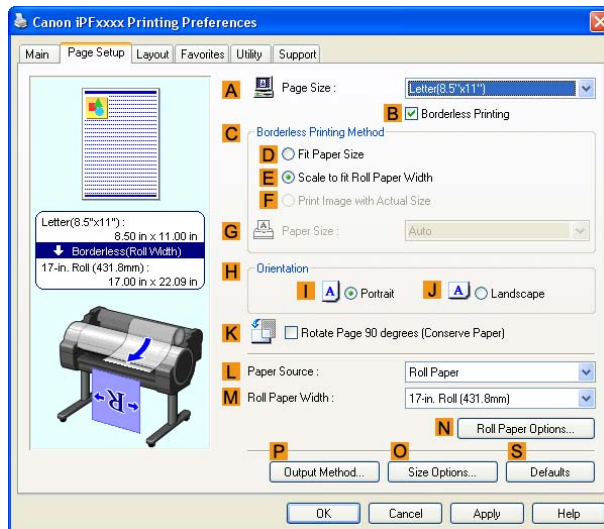 Canon iPFxxxx Printing Preferences
Main Page Setup Layout Favorites Utility Support
A Page Size : Letter(8.5"x11")
B Borderless Printing
C Borderless Printing Method
D Fit Paper Size
E Scale to fit Roll Paper Width
F Print Image with Actual Size
G Paper Size : Auto
Letter(8.5"x11") :
8.50 in x 11.00 in
Borderless(Roll Width)
17-in. Roll (431.8mm) :
17.00 in x 22.09 in
H Orientation
I A Portrait J A Landscape
K Rotate Page 90 degrees (Conserve Paper)
R
L Paper Source : Roll Paper
M Roll Paper Width : 17-in. Roll (431.8mm)
N Roll Paper Options...
P O S
Output Method... Size Options... Defaults
OK Cancel Apply Help